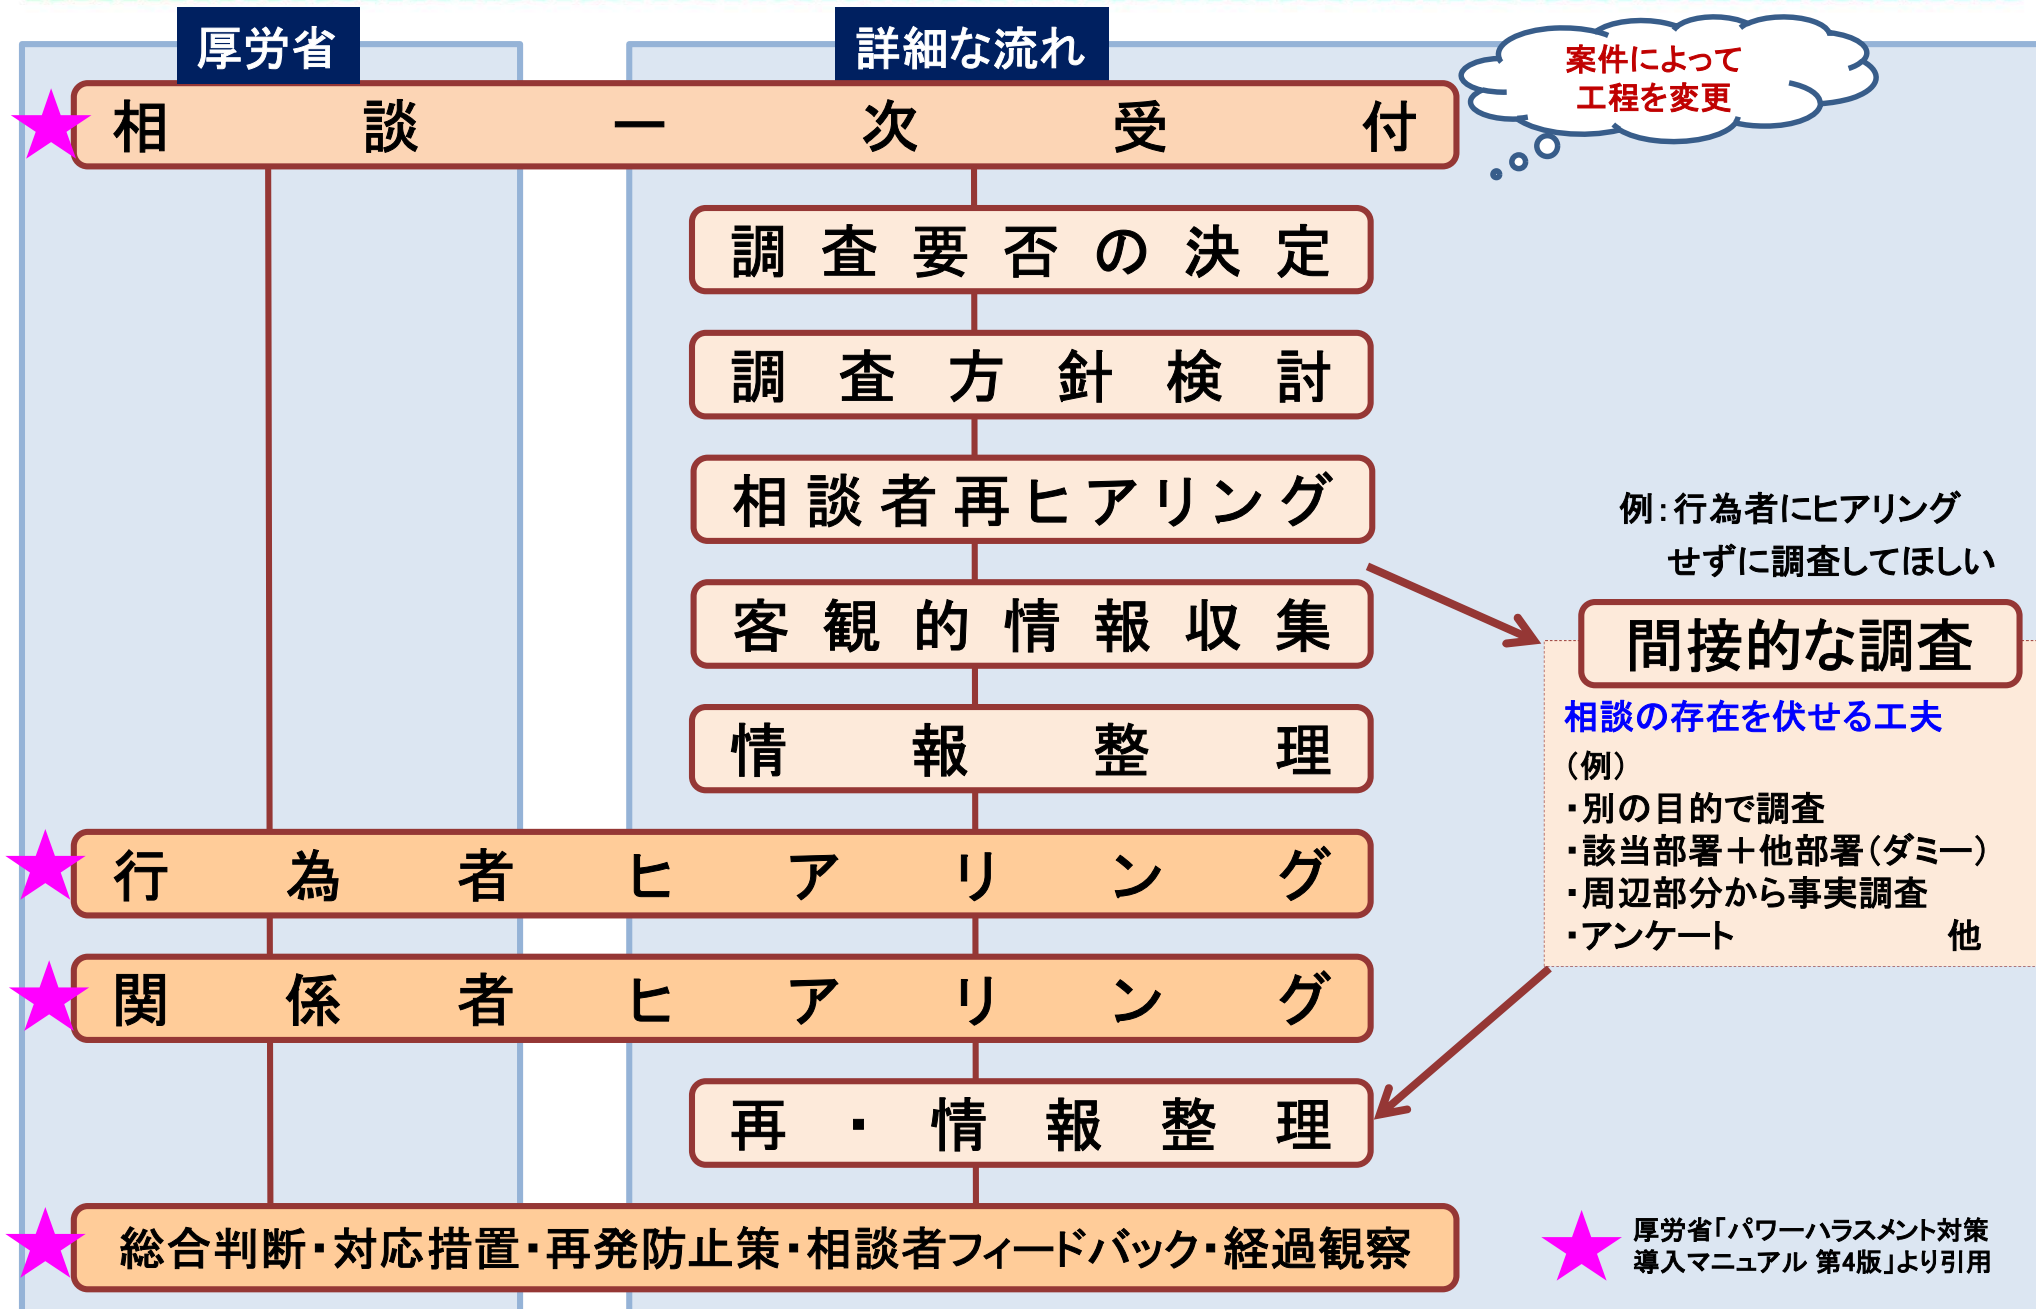 厚労省
詳細な流れ
案件によって
工程を変更
相談一次受付
調査要否の決定
調査方針検討
相談者再ヒアリング
例：行為者にヒアリング
せずに調査してほしい
客観的情報収集
間接的な調査
相談の存在を伏せる工夫
（例）
・別の目的で調査
・該当部署＋他部署（ダミー）
・周辺部分から事実調査
・アンケート　他
情報整理
行為者ヒアリング
関係者ヒアリング
再・情報整理
総合判断・対応措置・再発防止策・相談者フィードバック・経過観察
厚労省「パワーハラスメント対策
導入マニュアル 第4版」より引用